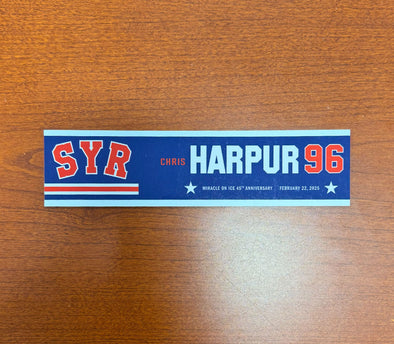 SYR
CHRIS HARPUR 96
MIRACLE ON ICE 45TH ANNIVERSARY FEBRUARY 22, 2025